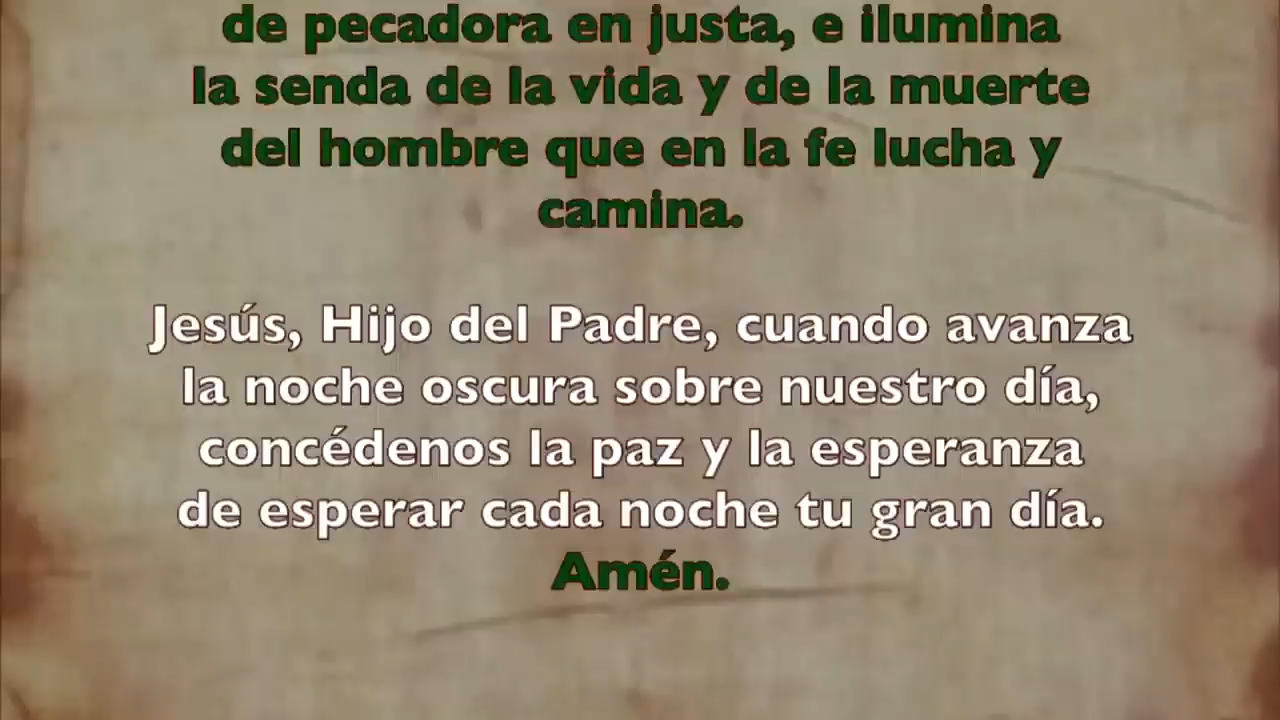 de pecadora en justa, e ilumina
la senda de la vida y de la muerte
del hombre que en la fe lucha y
camina.
Jesús, Hijo del Padre, cuando avanza
la noche oscura sobre nuestro día,
concédenos la paz y la esperanza
de esperar cada noche tu gran día.
Amén.